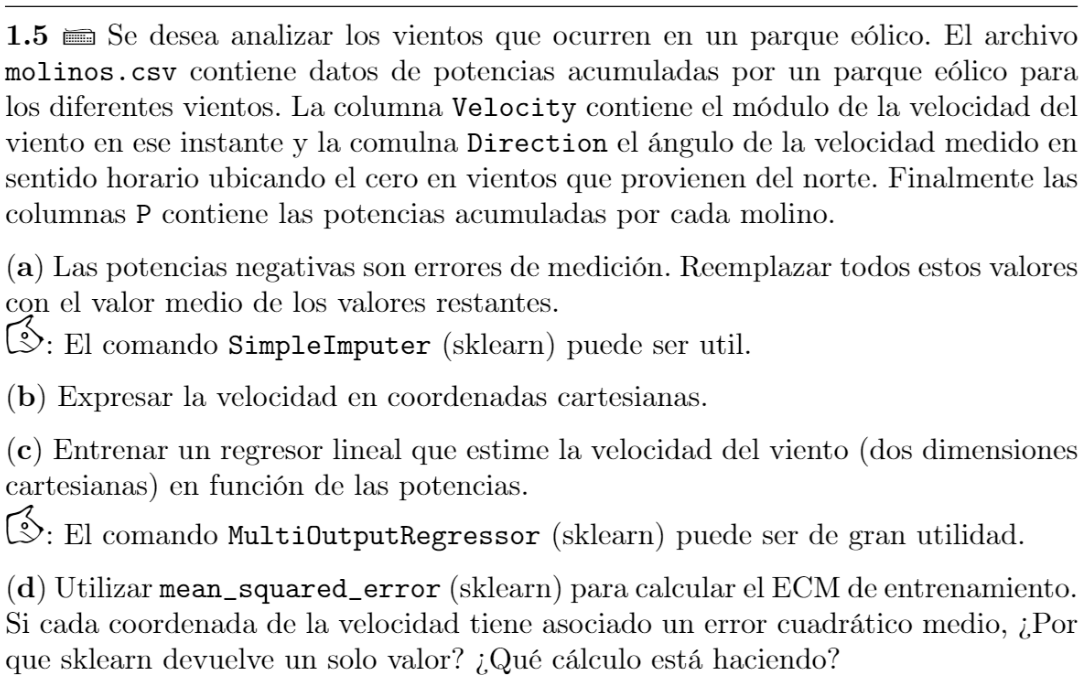 1.5 Se desea analizar los vientos que ocurren en un parque eólico. El archivo
molinos.csv contiene datos de potencias acumuladas por un parque eólico para
los diferentes vientos. La columna Velocity contiene el módulo de la velocidad del
viento en ese instante y la comulna Direction el ángulo de la velocidad medido en
sentido horario ubicando el cero en vientos que provienen del norte. Finalmente las
columnas P contiene las potencias acumuladas por cada molino.
(a) Las potencias negativas son errores de medición. Reemplazar todos estos valores
con el valor medio de los valores restantes.
: El comando SimpleImputer (sklearn) puede ser util.
(b) Expresar la velocidad en coordenadas cartesianas.
(c) Entrenar un regresor lineal que estime la velocidad del viento (dos dimensiones
cartesianas) en función de las potencias.
: El comando MultiOutputRegressor (sklearn) puede ser de gran utilidad.
(d) Utilizar mean_squared_error (sklearn) para calcular el ECM de entrenamiento.
Si cada coordenada de la velocidad tiene asociado un error cuadrático medio, ¿Por
que sklearn devuelve un solo valor? ¿Qué cálculo está haciendo?